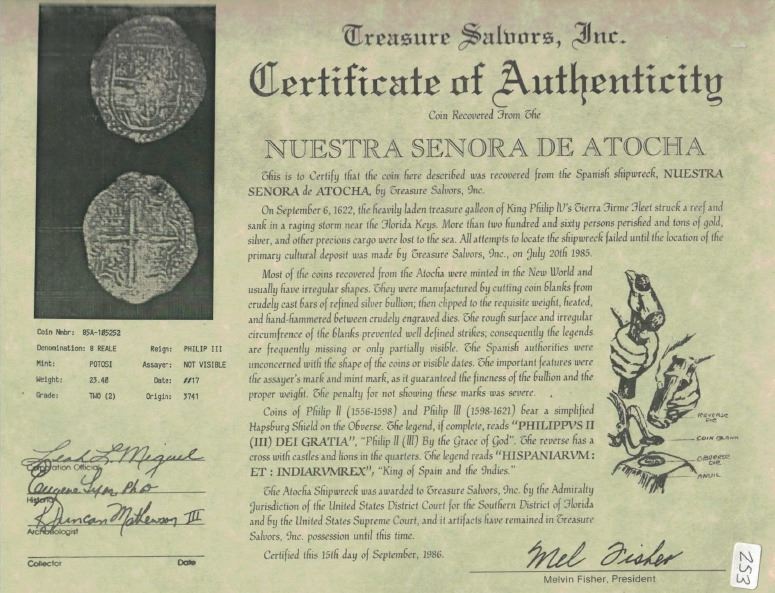 Treasure Salvors, Inc.
Certificate of Authenticity
Coin Recovered From The
NUESTRA SENORA DE ATOCHA
This is to Certify that the coin here described was recovered from the Spanish shipwreck, NUESTRA
SENORA de ATOCHA, by Treasure Salvors, Inc.
On September 6, 1622, the heavily laden treasure galleon of King Philip IV's Tierra Firme Fleet struck a reef and
sank in a raging storm near the Florida Keys. More than two hundred and sixty persons perished and tons of gold,
silver, and other precious cargo were lost to the sea. All attempts to locate the shipwreck failed until the location of the
primary cultural deposit was made by Treasure Salvors, Inc., on July 20th 1985.
Most of the coins recovered from the Atocha were minted in the New World and
usually have irregular shapes. They were manufactured by cutting coin blanks from
crudely cast bars of refined silver bullion; then clipped to the requisite weight, heated,
and hand-hammered between crudely engraved dies. The rough surface and irregular
circumfrence of the blanks prevented well defined strikes; consequently the legends
are frequently missing or only partially visible. The Spanish authorities were
unconcerned with the shape of the coins or visible dates. The important features were
the assayer's mark and mint mark, as it guaranteed the fineness of the bullion and the
proper weight. The penalty for not showing these marks was severe.
Coins of Philip II (1556-1598) and Philip III (1598-1621) bear a simplified
Hapsburg Shield on the Obverse. The legend, if complete, reads "PHILIPPVS II
(III) DEI GRATIA", "Philip II (III) By the Grace of God". The reverse has a
cross with castles and lions in the quarters. The legend reads "HISPANIARVM :
ET : INDIARVMREX", "King of Spain and the Indies."
The Atocha Shipwreck was awarded to Treasure Salvors, Inc. by the Admiralty
Jurisdiction of the United States District Court for the Southern District of Florida
and by the United States Supreme Court, and it artifacts have remained in Treasure
Salvors, Inc. possession until this time.
Certified this 15th day of September, 1986.
Mel Fisher
Melvin Fisher, President
253
REVERSE DIE
COIN BLANK
OBVERSE DIE
ANVIL
Coin Nmbr: 85A-105252
Denomination: 8 REALE Reign: PHILIP III
Mint: POTOSI Assayer: NOT VISIBLE
Weight: 23.40 Date: ##17
Grade: TWO (2) Origin: 3741
Leah L Miguel
Corporation Official
Eugene Lyon PhD
Historian
R Duncan Mathewson III
Archaeologist
Collector Date